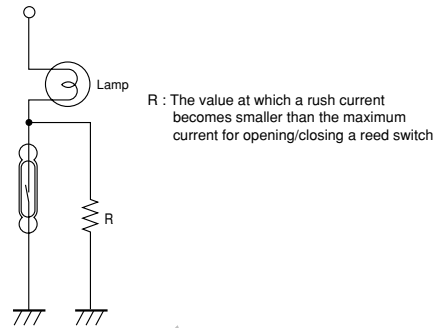 Lamp
R : The value at which a rush current
becomes smaller than the maximum
current for opening/closing a reed switch
R